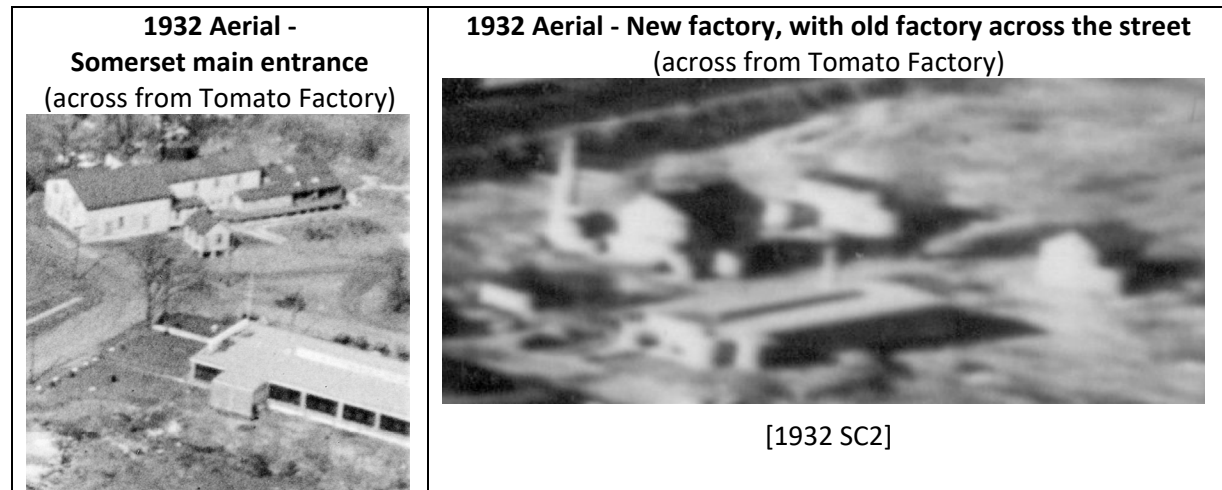 1932 Aerial -
Somerset main entrance
(across from Tomato Factory)
1932 Aerial - New factory, with old factory across the street
(across from Tomato Factory)
[1932 SC2]